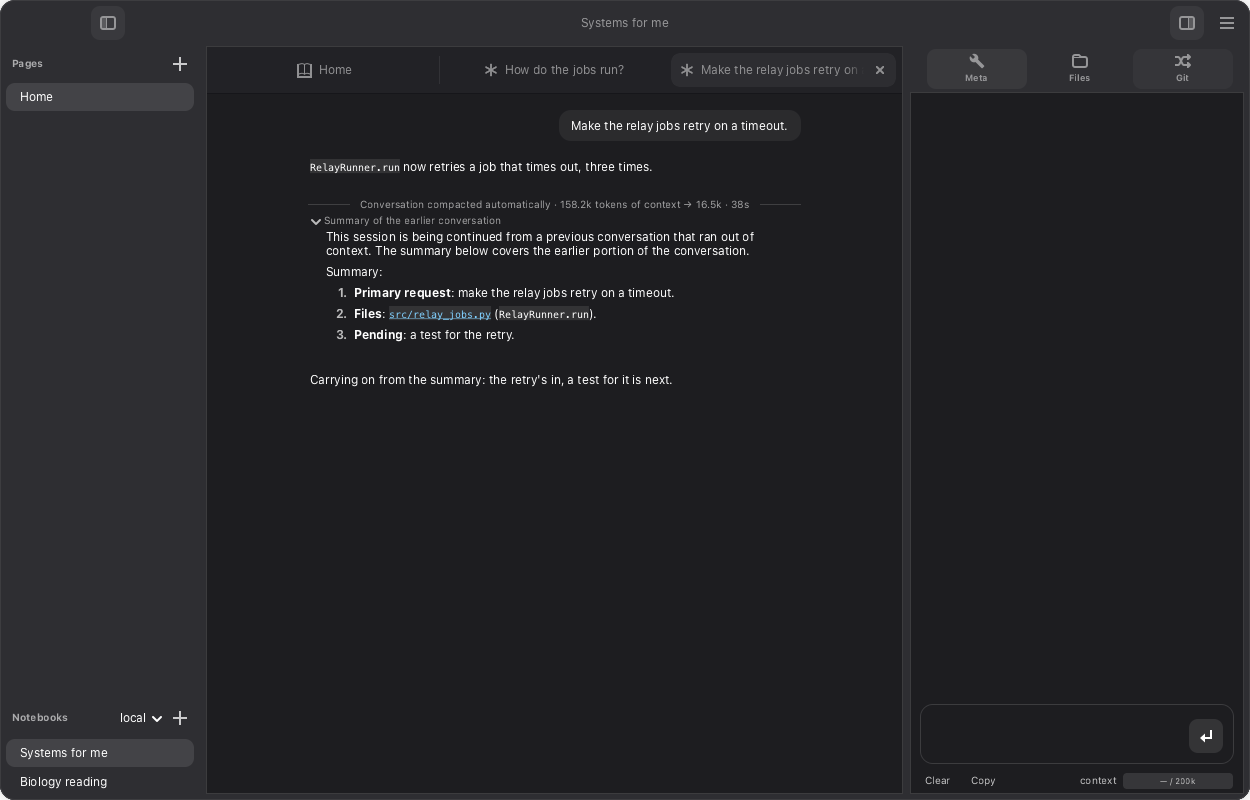 Systems for me
Pages
Home
Home
How do the jobs run?
Make the relay jobs retry on
Meta
Files
Git
Make the relay jobs retry on a timeout.
RelayRunner.run now retries a job that times out, three times.
Conversation compacted automatically · 158.2k tokens of context → 16.5k · 38s
Summary of the earlier conversation
This session is being continued from a previous conversation that ran out of
context. The summary below covers the earlier portion of the conversation.
Summary:
1. Primary request: make the relay jobs retry on a timeout.
2. Files: src/relay_jobs.py (RelayRunner.run).
3. Pending: a test for the retry.
Carrying on from the summary: the retry's in, a test for it is next.
Notebooks
local
Systems for me
Biology reading
Clear
Copy
context
— / 200k